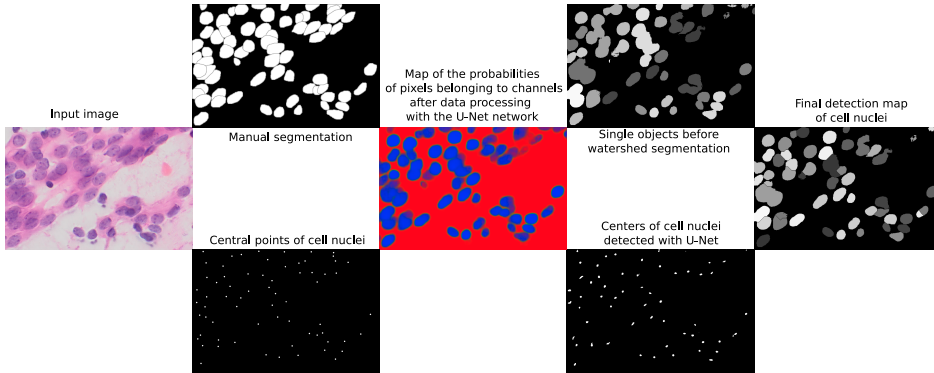 Input image
Manual segmentation
Central points of cell nuclei
Map of the probabilities
of pixels belonging to channels
after data processing
with the U–Net network
Single objects before
watershed segmentation
Centers of cell nuclei
detected with U–Net
Final detection map
of cell nuclei